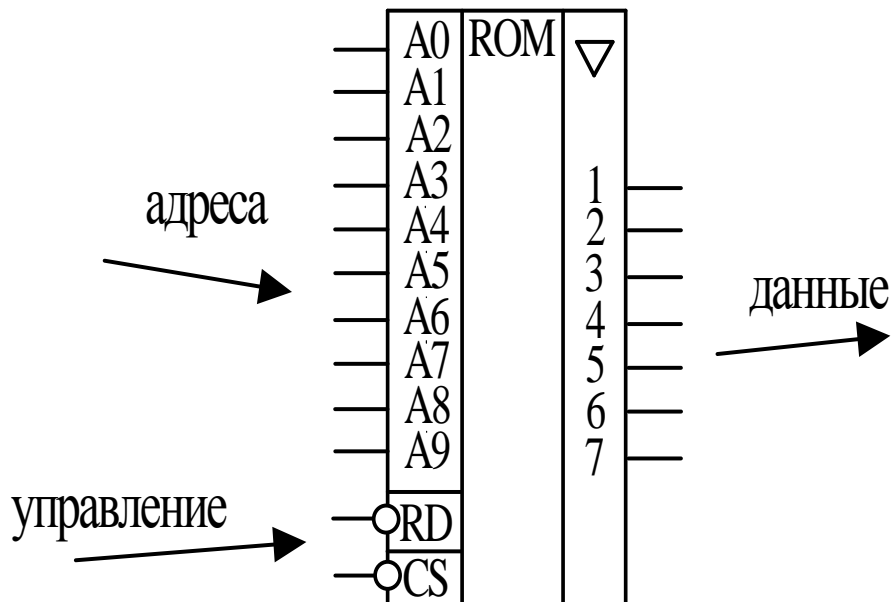 A0 ROM
A1
A2
A3 1
адреса
A4 2
A5 3
данные
A6 4
A7 5
A8 6
A9 7
управление
RD
CS